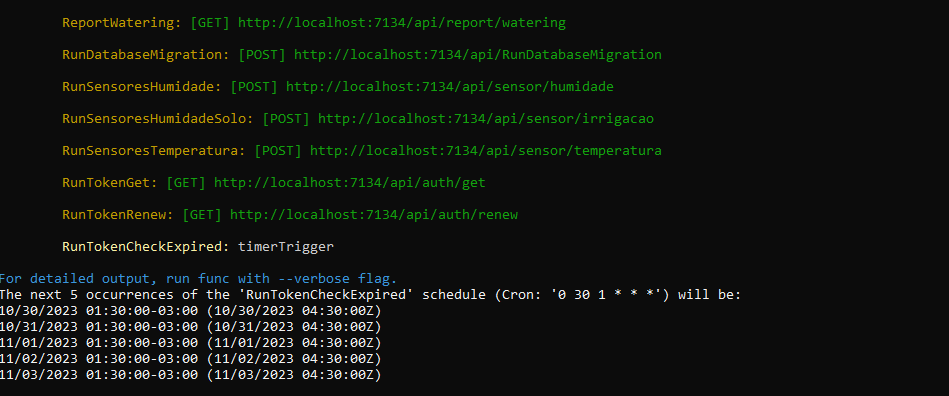 ReportWatering: [GET] http://localhost:7134/api/report/watering
RunDatabaseMigration: [POST] http://localhost:7134/api/RunDatabaseMigration
RunSensoresHumidade: [POST] http://localhost:7134/api/sensor/humidade
RunSensoresHumidadeSolo: [POST] http://localhost:7134/api/sensor/irrigacao
RunSensoresTemperatura: [POST] http://localhost:7134/api/sensor/temperatura
RunTokenGet: [GET] http://localhost:7134/api/auth/get
RunTokenRenew: [GET] http://localhost:7134/api/auth/renew
RunTokenCheckExpired: timerTrigger
For detailed output, run func with --verbose flag.
The next 5 occurrences of the 'RunTokenCheckExpired' schedule (Cron: '0 30 1 * * *') will be:
10/30/2023 01:30:00-03:00 (10/30/2023 04:30:00Z)
10/31/2023 01:30:00-03:00 (10/31/2023 04:30:00Z)
11/01/2023 01:30:00-03:00 (11/01/2023 04:30:00Z)
11/02/2023 01:30:00-03:00 (11/02/2023 04:30:00Z)
11/03/2023 01:30:00-03:00 (11/03/2023 04:30:00Z)